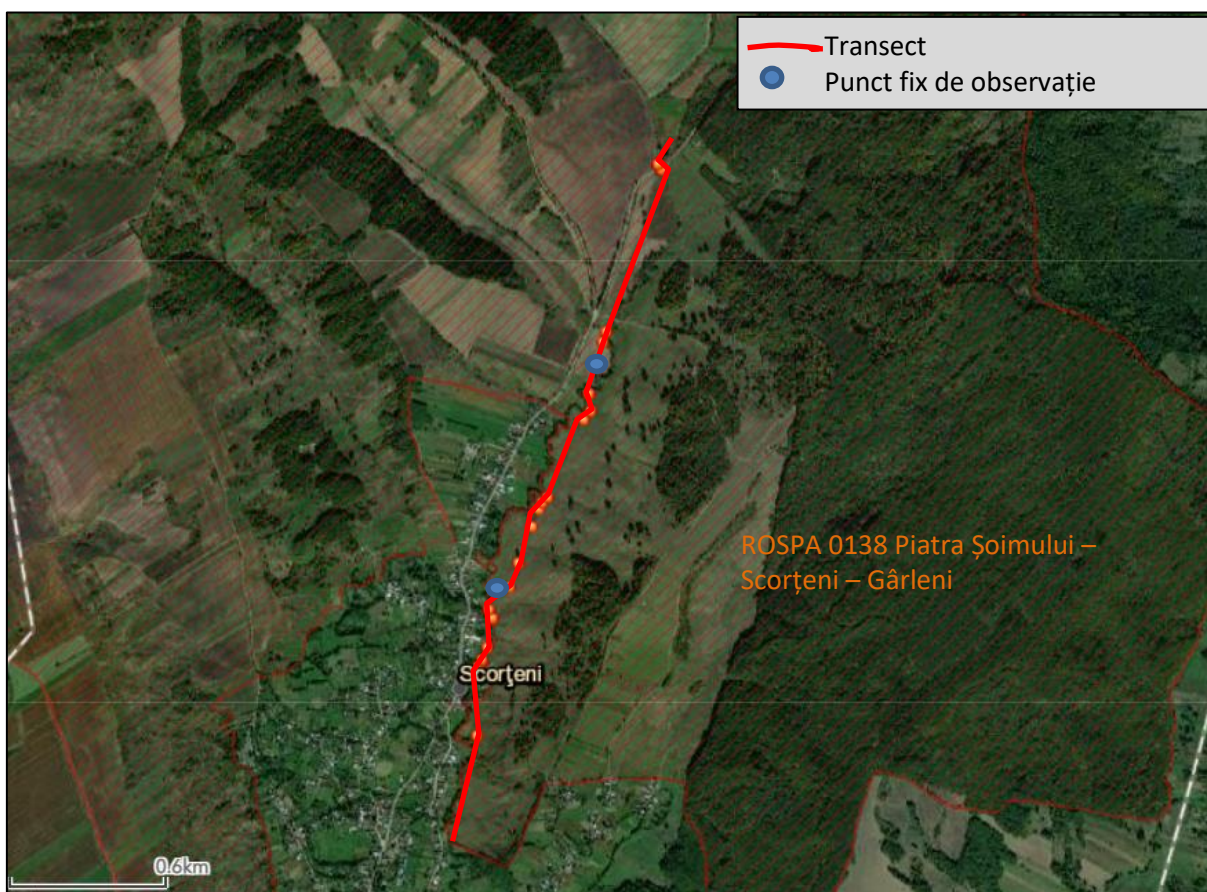 Transect
Punct fix de observație
ROSPA 0138 Piatra Șoimului –
Scorțeni – Gârleni
Scorţeni
0.6km